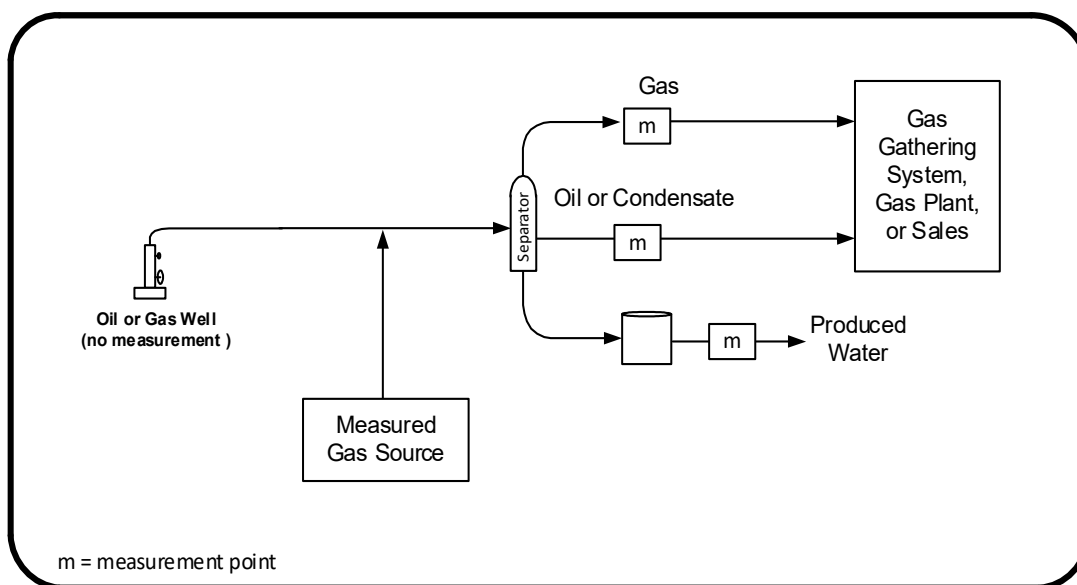 Gas
m
Gas
Gathering
System,
Gas Plant,
or Sales
Separator
Oil or Condensate
m
Oil or Gas Well
(no measurement )
Produced
Water
m
Measured
Gas Source
m = measurement point